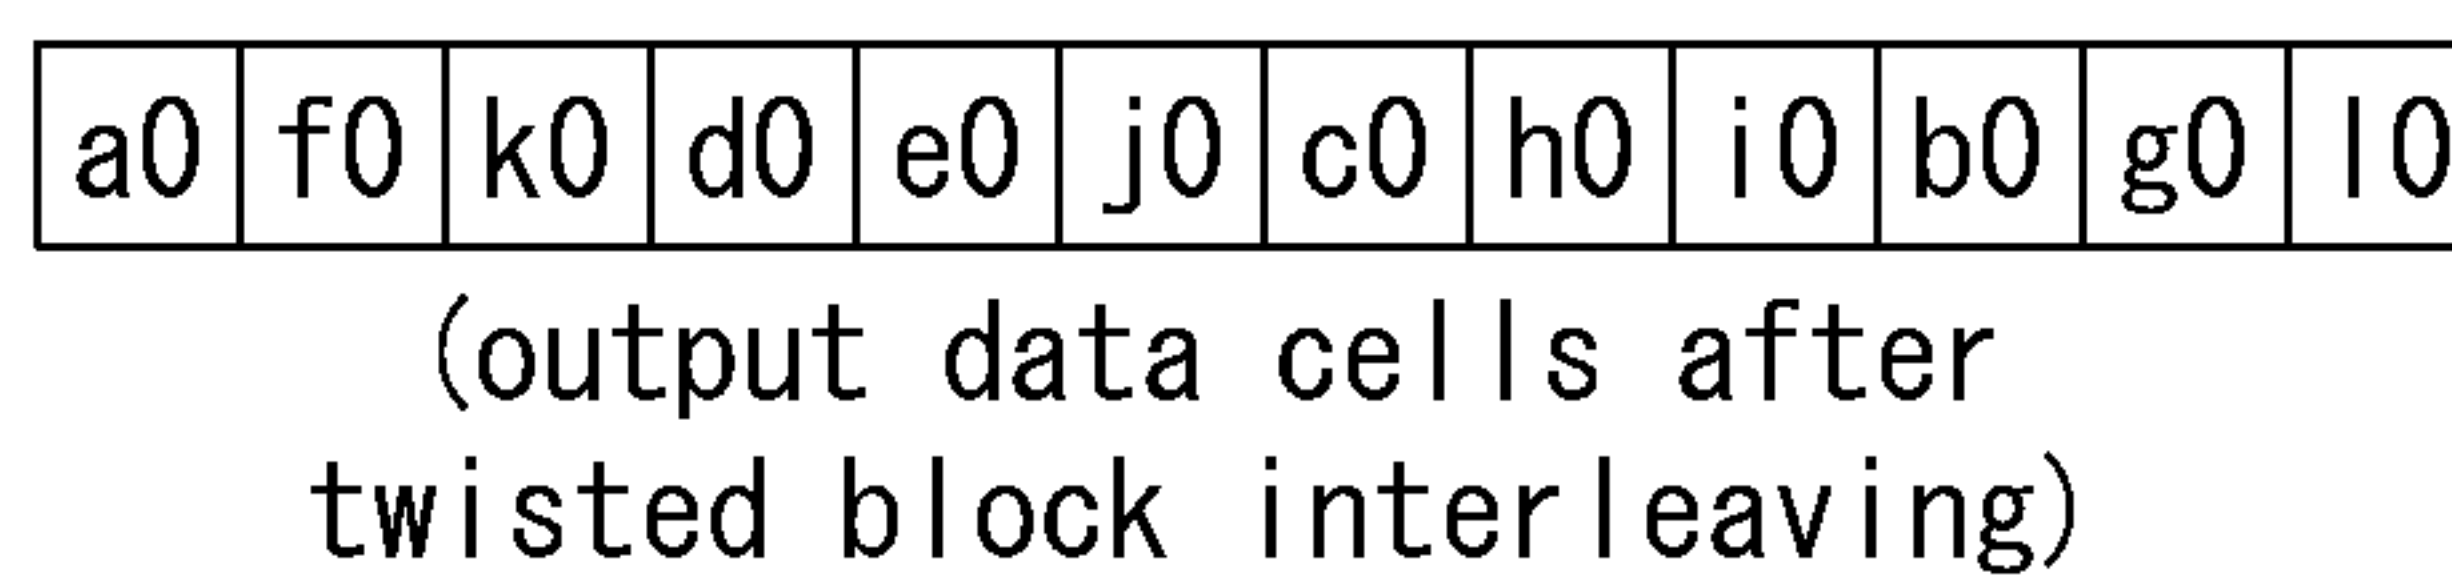 a0 f0 k0 d0 e0 j0 c0 h0 i0 b0 g0 l0
(output data cells after
twisted block interleaving)